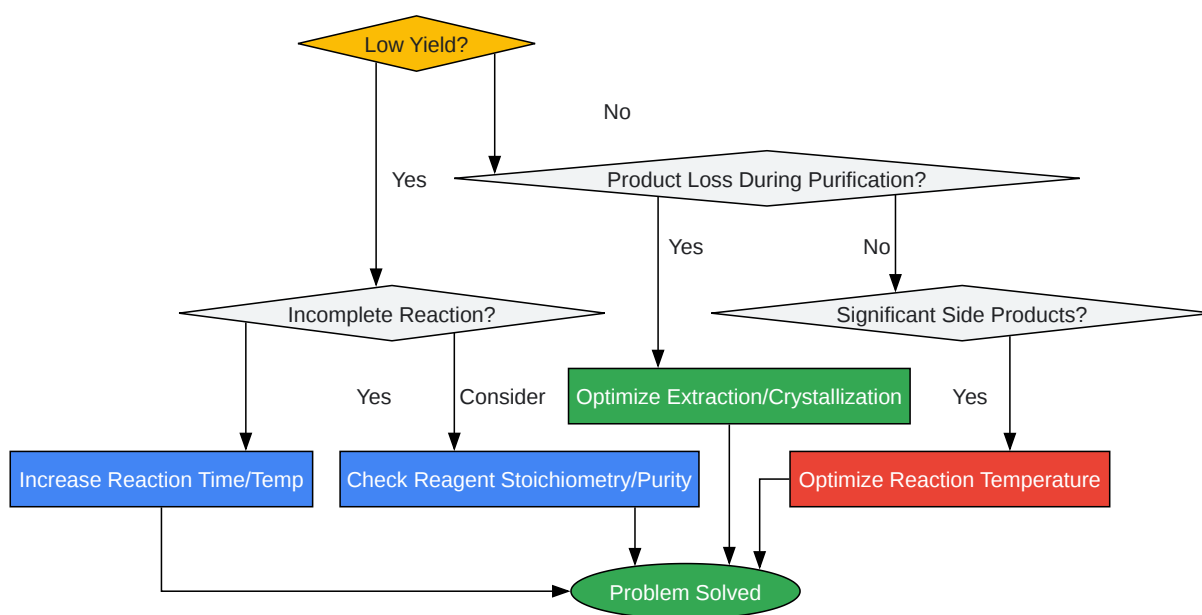 Low Yield?
No
Yes
Product Loss During Purification?
Yes
No
Incomplete Reaction?
Significant Side Products?
Yes
Consider
Optimize Extraction/Crystallization
Yes
Increase Reaction Time/Temp
Check Reagent Stoichiometry/Purity
Optimize Reaction Temperature
Problem Solved